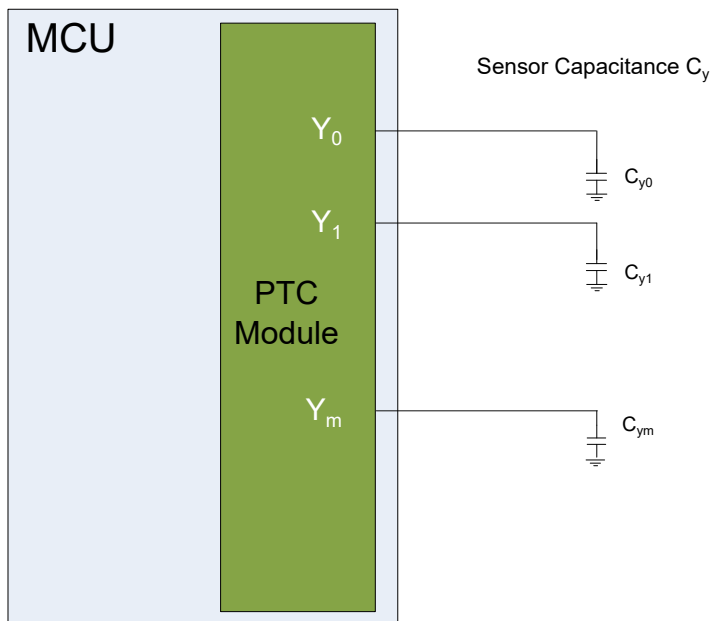 MCU
Sensor Capacitance Cy
Y0
Cy0
Y1
Cy1
PTC
Module
Ym
Cym